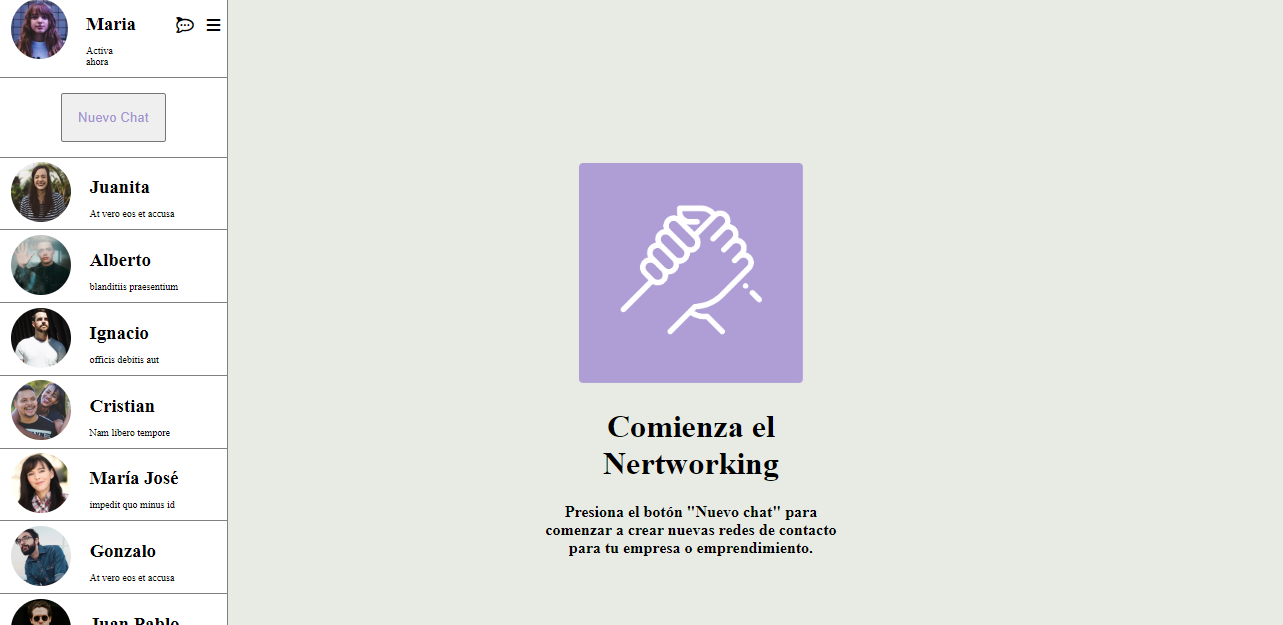 Maria
Activa
ahora
Nuevo Chat
Juanita
At vero eos et accusa
Alberto
blanditiis praesentium
Ignacio
officis debitis aut
Cristian
Nam libero tempore
María José
impedit quo minus id
Gonzalo
At vero eos et accusa
Juan Pablo
Comienza el
Nertworking
Presiona el botón "Nuevo chat" para
comenzar a crear nuevas redes de contacto
para tu empresa o emprendimiento.